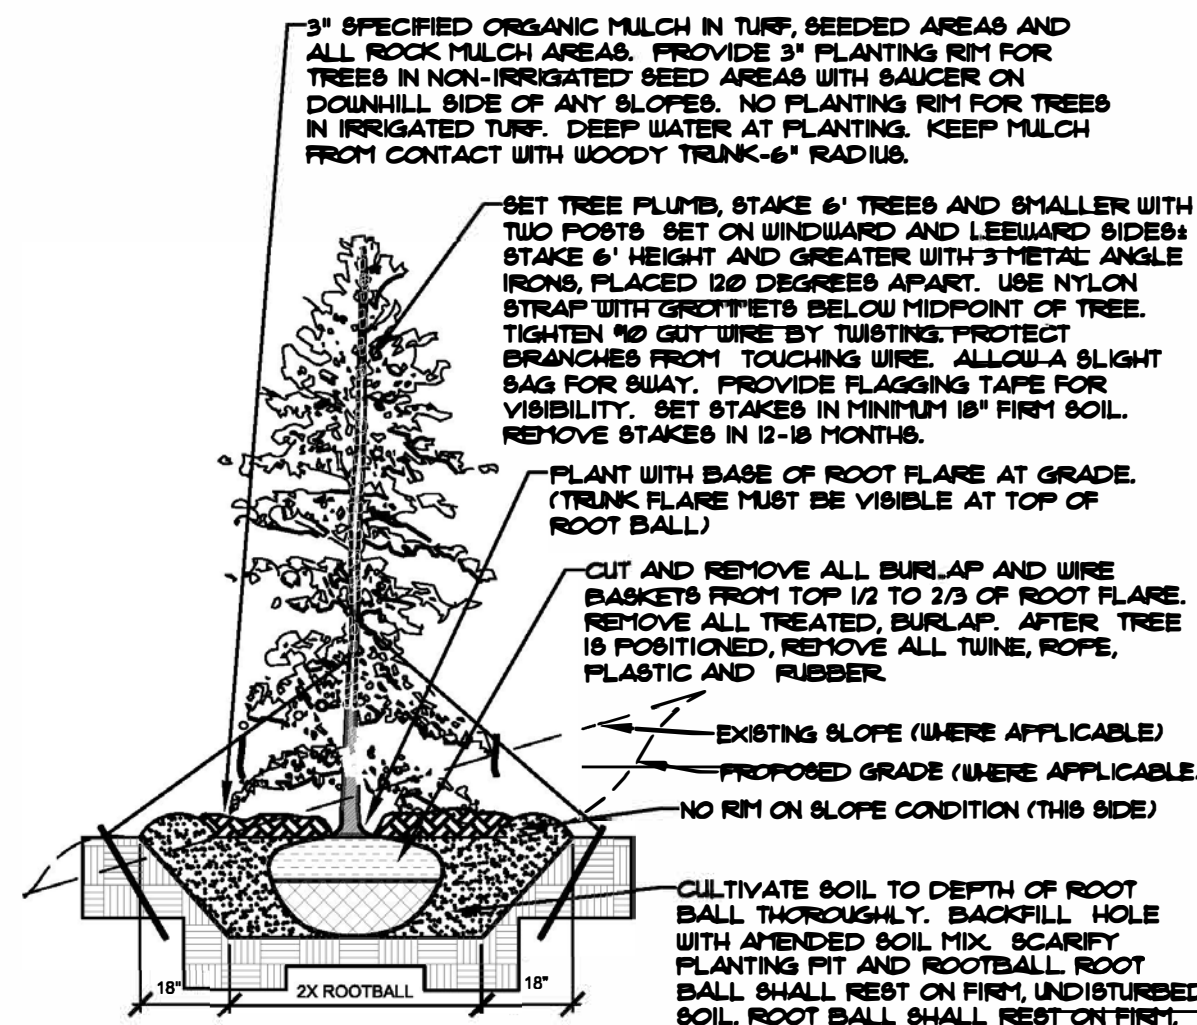 3" SPECIFIED ORGANIC MULCH IN TURF, SEEDED AREAS AND
ALL ROCK MULCH AREAS. PROVIDE 3" PLANTING RIM FOR
TREES IN NON-IRRIGATED SEED AREAS WITH SAUCER ON
DOWNHILL SIDE OF ANY SLOPES. NO PLANTING RIM FOR TREES
IN IRRIGATED TURF. DEEP WATER AT PLANTING. KEEP MULCH
FROM CONTACT WITH WOODY TRUNK-6" RADIUS.
SET TREE PLUMB, STAKE 6' TREES AND SMALLER WITH
TWO POSTS SET ON WINDWARD AND LEEWARD SIDES±
STAKE 6' HEIGHT AND GREATER WITH 3 METAL ANGLE
IRONS, PLACED 120 DEGREES APART. USE NYLON
STRAP WITH GROMMETS BELOW MIDPOINT OF TREE.
TIGHTEN #10 GUY WIRE BY TWISTING. PROTECT
BRANCHES FROM TOUCHING WIRE. ALLOW A SLIGHT
SAG FOR SWAY. PROVIDE FLAGGING TAPE FOR
VISIBILITY. SET STAKES IN MINIMUM 18" FIRM SOIL.
REMOVE STAKES IN 12-18 MONTHS.
PLANT WITH BASE OF ROOT FLARE AT GRADE.
(TRUNK FLARE MUST BE VISIBLE AT TOP OF
ROOT BALL)
CUT AND REMOVE ALL BURLAP AND WIRE
BASKETS FROM TOP 1/2 TO 2/3 OF ROOT FLARE.
REMOVE ALL TREATED, BURLAP. AFTER TREE
IS POSITIONED, REMOVE ALL TWINE, ROPE,
PLASTIC AND RUBBER
EXISTING SLOPE (WHERE APPLICABLE)
PROPOSED GRADE (WHERE APPLICABLE.
NO RIM ON SLOPE CONDITION (THIS SIDE)
CULTIVATE SOIL TO DEPTH OF ROOT
BALL THOROUGHLY. BACKFILL HOLE
WITH AMENDED SOIL MIX. SCARIFY
PLANTING PIT AND ROOTBALL. ROOT
BALL SHALL REST ON FIRM, UNDISTURBED
SOIL. ROOT BALL SHALL REST ON FIRM,
18" 2X ROOTBALL 18"